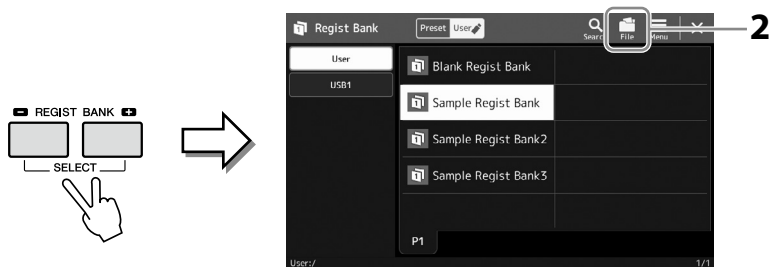 Regist Bank Preset User Search File Menu 2
User
USB1
Blank Regist Bank
Sample Regist Bank
Sample Regist Bank2
Sample Regist Bank3
- REGIST BANK +
SELECT
P1
User:/ 1/1